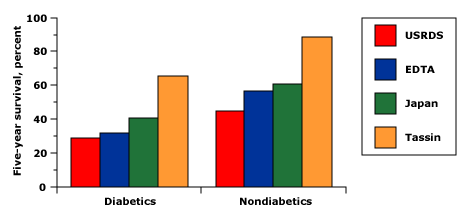 Five-year survival, percent
100
80
60
40
20
0
Diabetics
Nondiabetics
USRDS
EDTA
Japan
Tassin